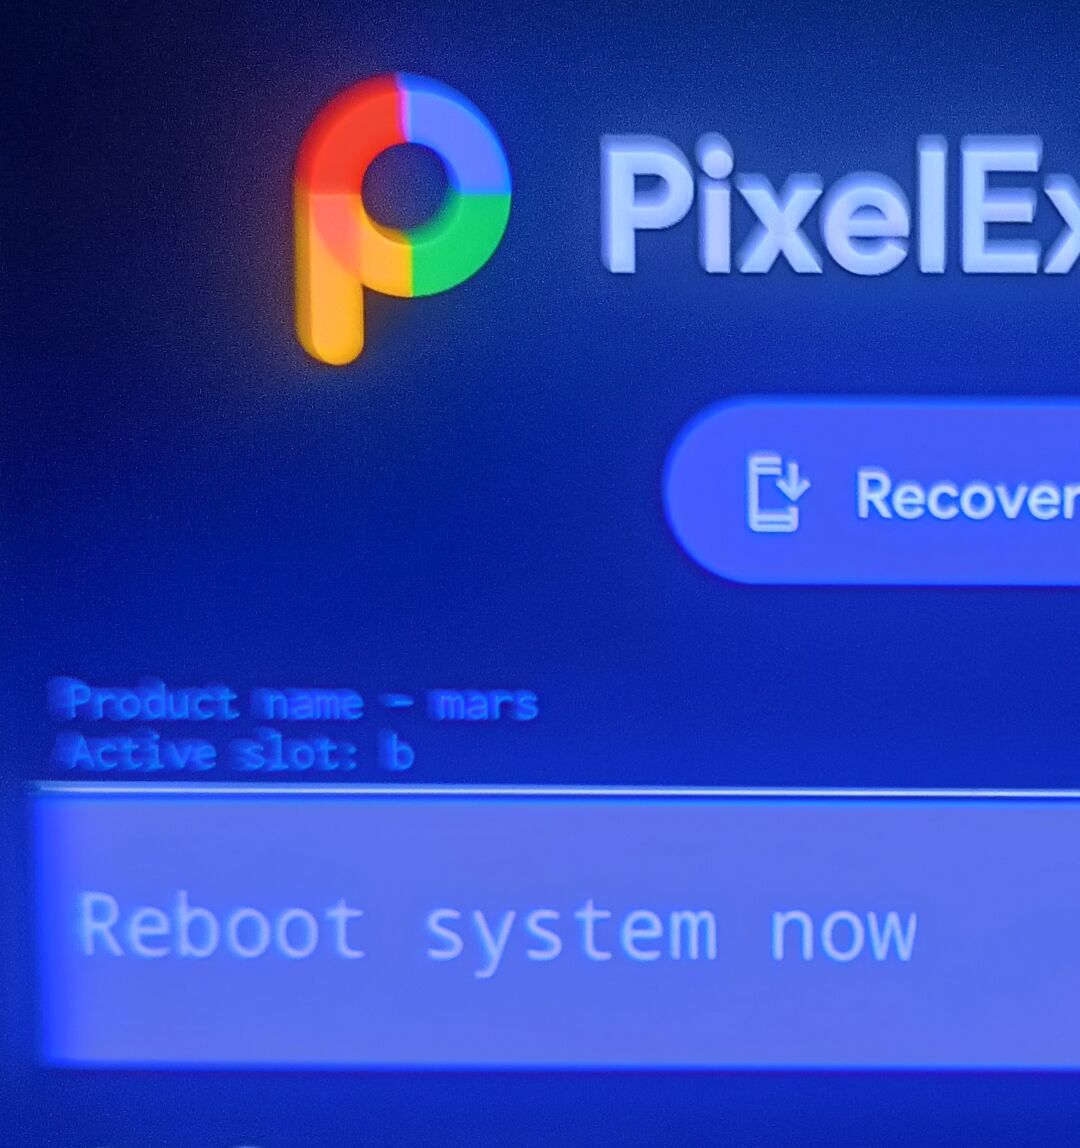 PixelEx
Recover
Product name - mars
Active slot: b
Reboot system now